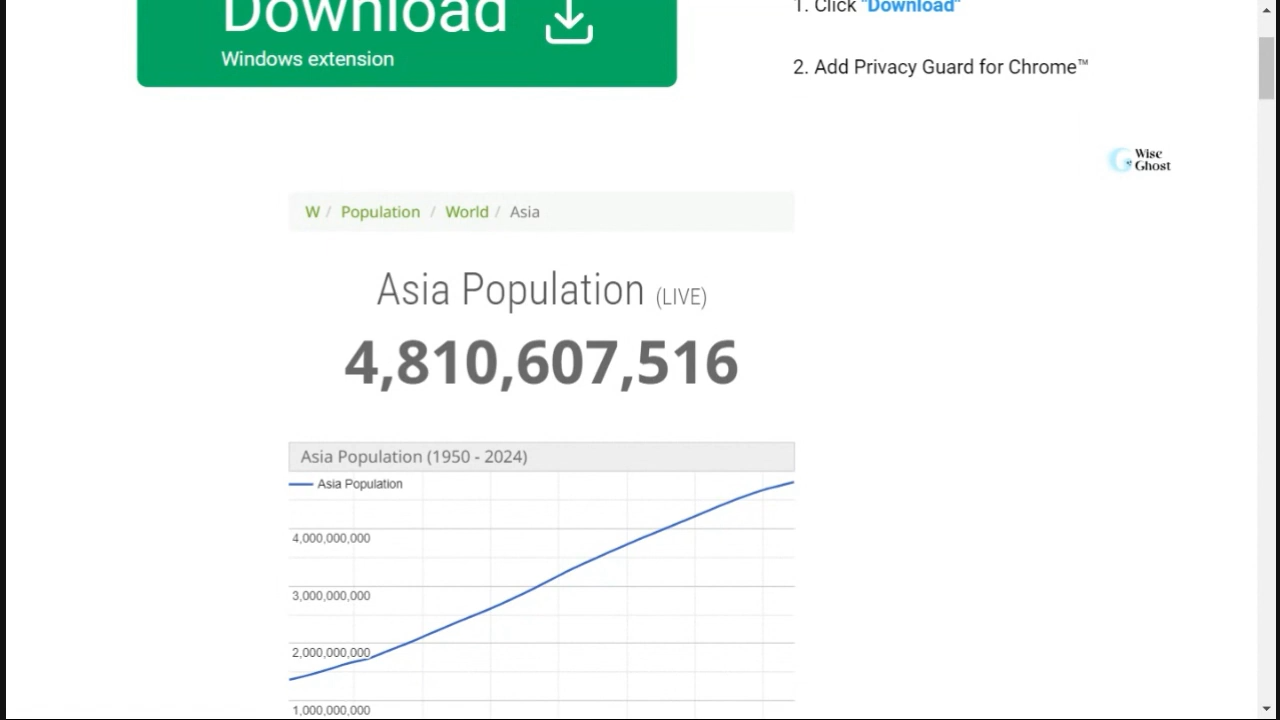 Download
Windows extension
1. Click "Download"
2. Add Privacy Guard for Chrome™
Wise
Ghost
W / Population / World / Asia
Asia Population (LIVE)
4,810,607,516
Asia Population (1950 - 2024)
Asia Population
4,000,000,000
3,000,000,000
2,000,000,000
1,000,000,000